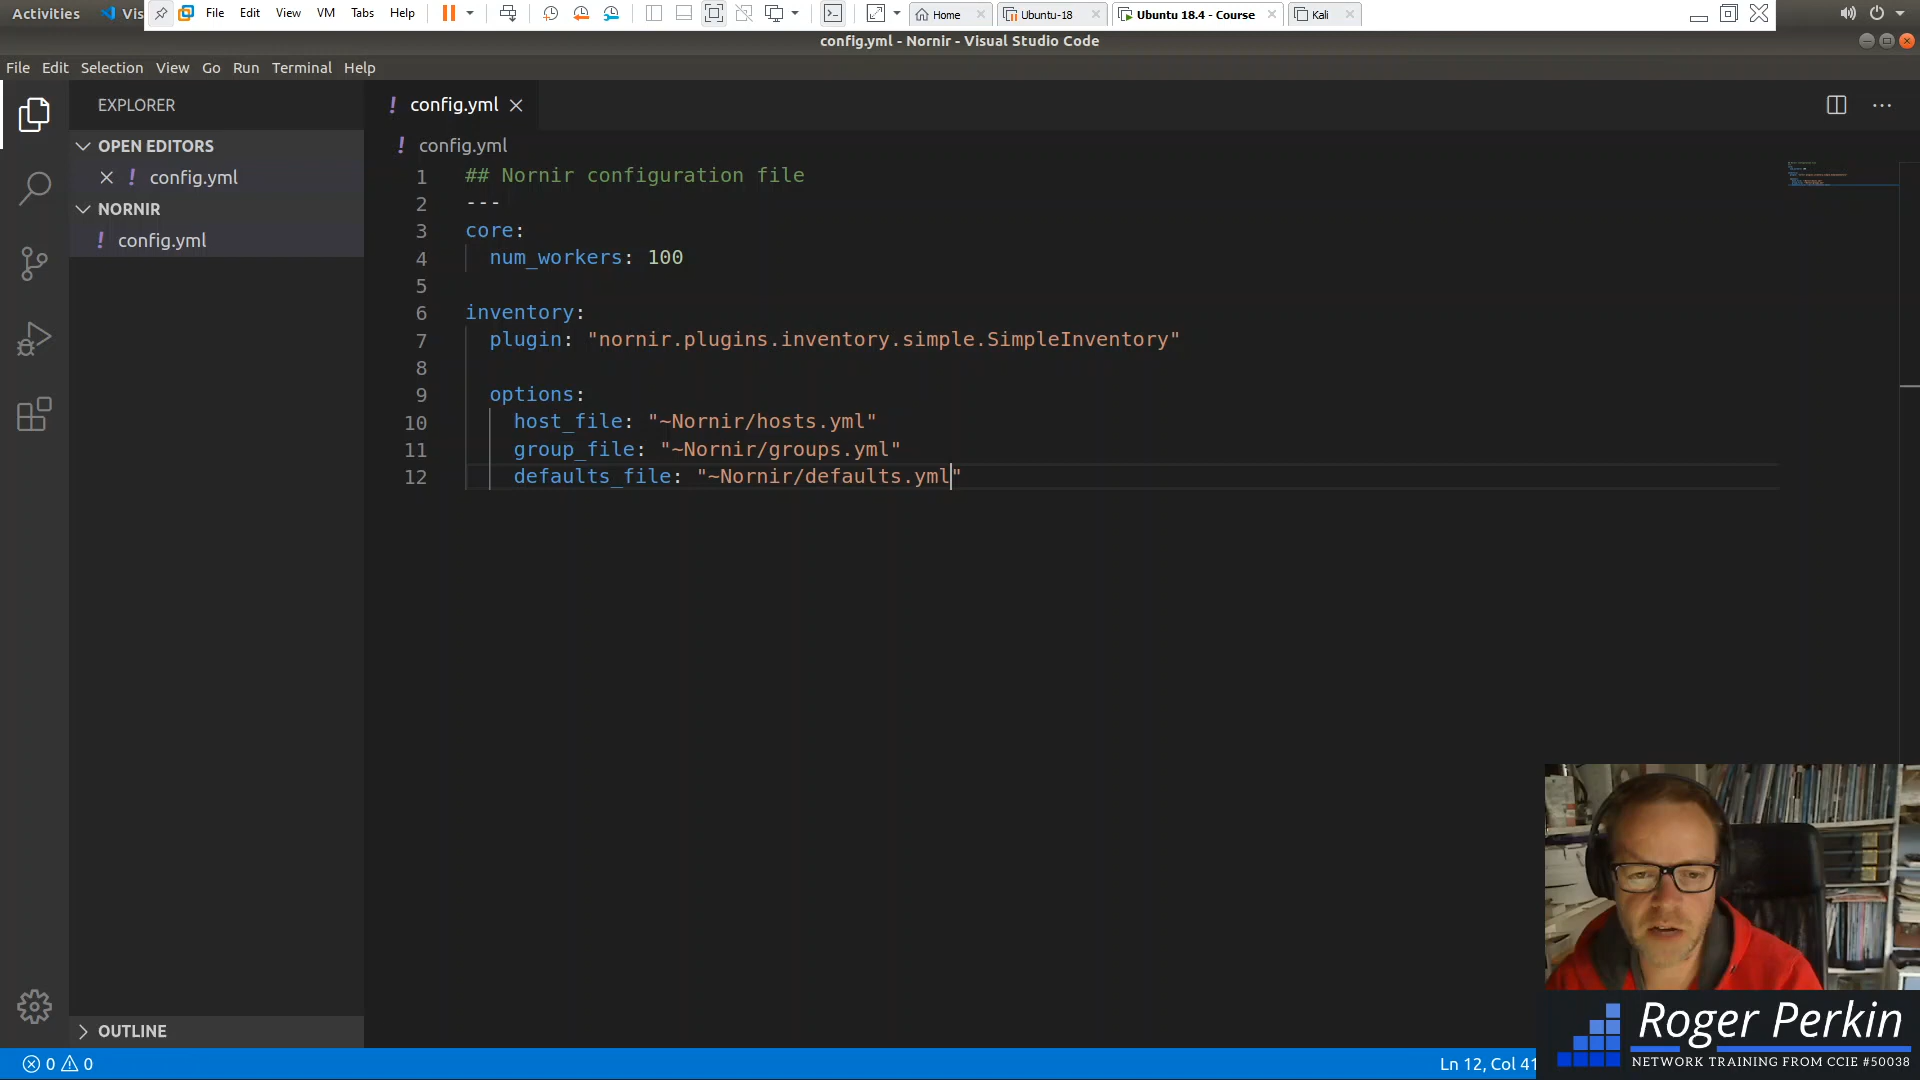 Activities Vis File Edit View VM Tabs Help Home Ubuntu-18 Ubuntu 18.4 - Course Kali
config.yml - Nornir - Visual Studio Code
File Edit Selection View Go Run Terminal Help
EXPLORER
OPEN EDITORS
config.yml
NORNIR
config.yml
OUTLINE
config.yml
config.yml
1 ## Nornir configuration file
2 ---
3 core:
4 num_workers: 100
5
6 inventory:
7 plugin: "nornir.plugins.inventory.simple.SimpleInventory"
8
9 options:
10 host_file: "~Nornir/hosts.yml"
11 group_file: "~Nornir/groups.yml"
12 defaults_file: "~Nornir/defaults.yml"
0 0 Ln 12, Col 41
Roger Perkin
NETWORK TRAINING FROM CCIE #50038